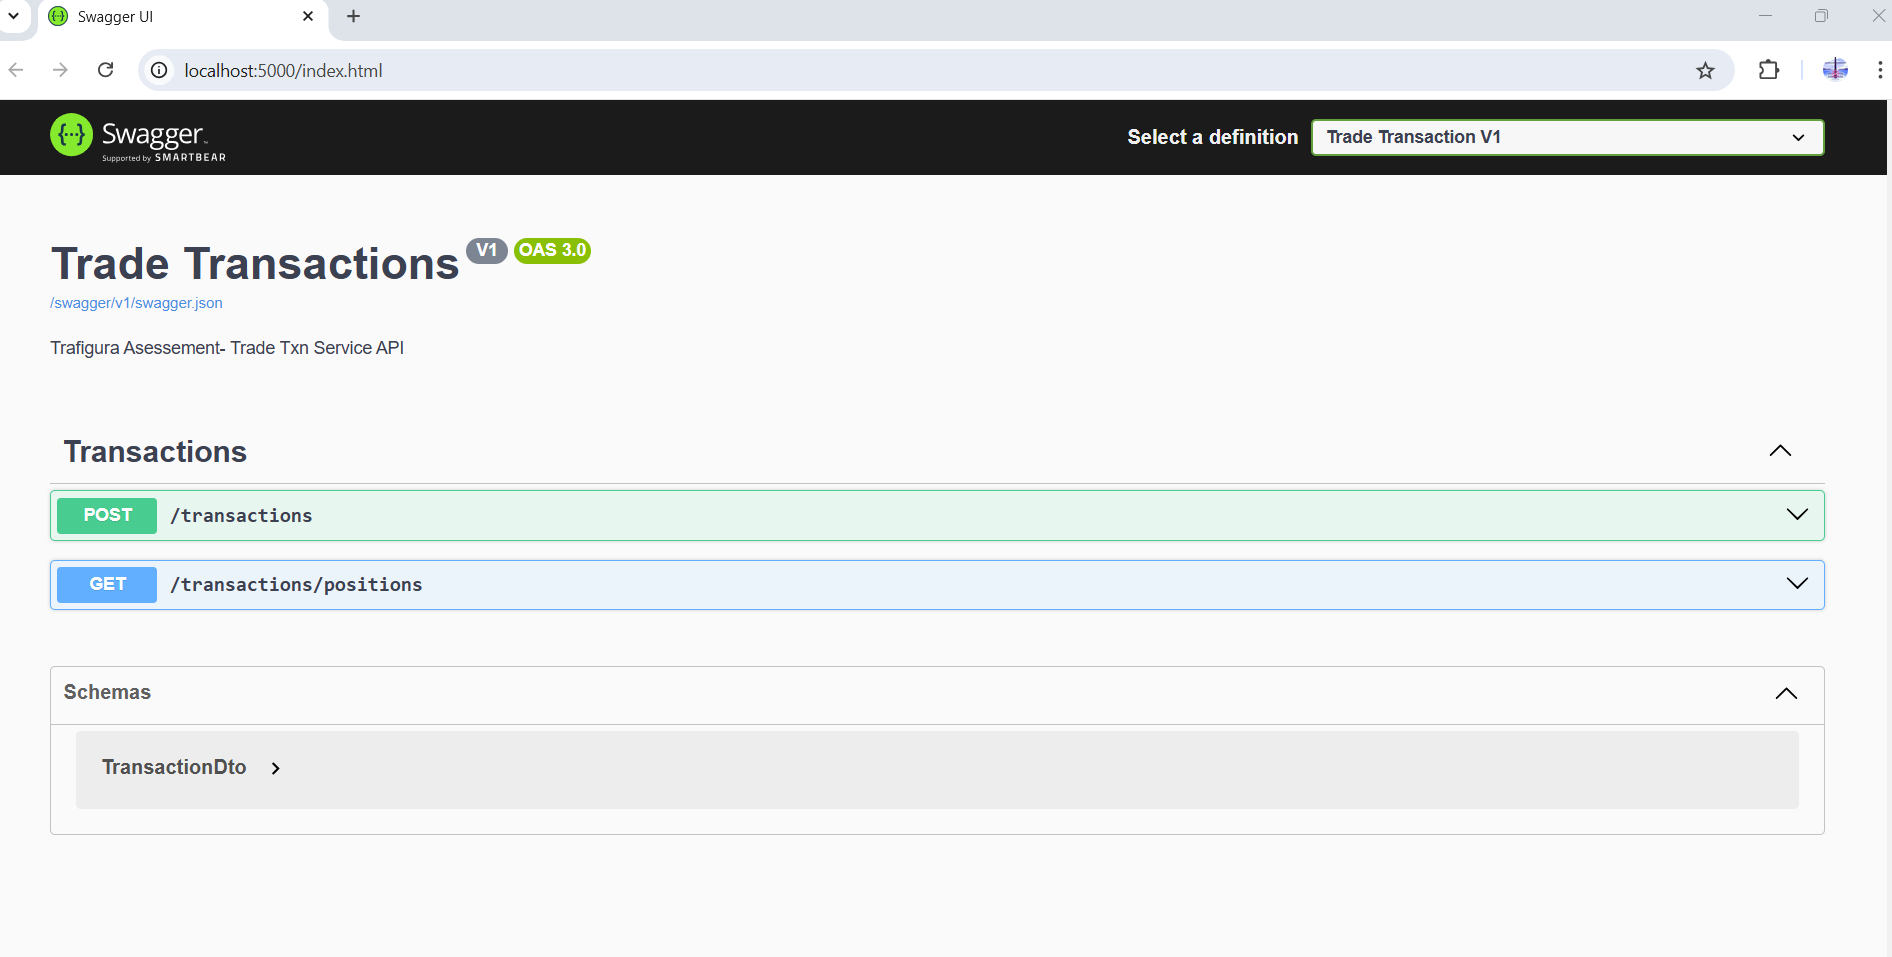 Swagger UI
localhost:5000/index.html
Swagger
Supported by SMARTBEAR
Select a definition
Trade Transaction V1
Trade Transactions V1 OAS 3.0
/swagger/v1/swagger.json
Trafigura Asessement- Trade Txn Service API
Transactions
POST /transactions
GET /transactions/positions
Schemas
TransactionDto